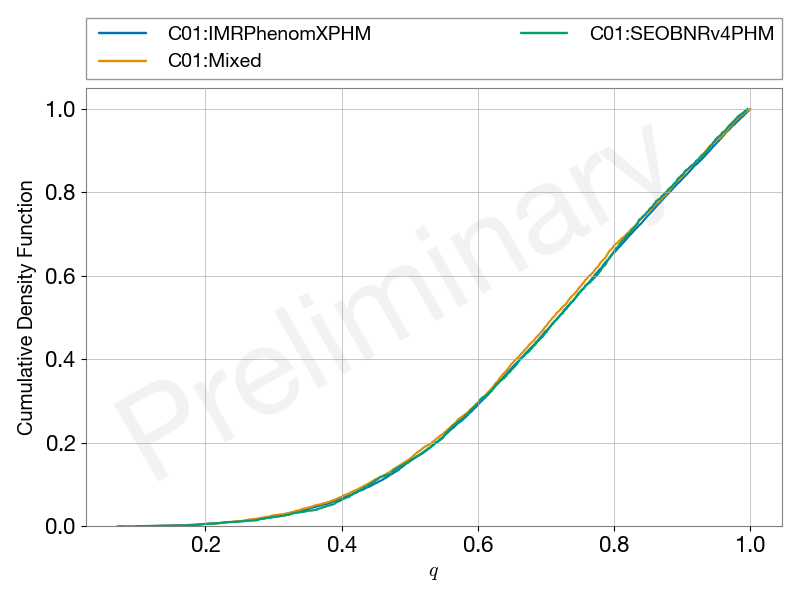 C01:IMRPhenomXPHM
C01:Mixed
C01:SEOBNRv4PHM
Preliminary
Cumulative Density Function
1.0
0.8
0.6
0.4
0.2
0.0
0.2 0.4 0.6 0.8 1.0
q